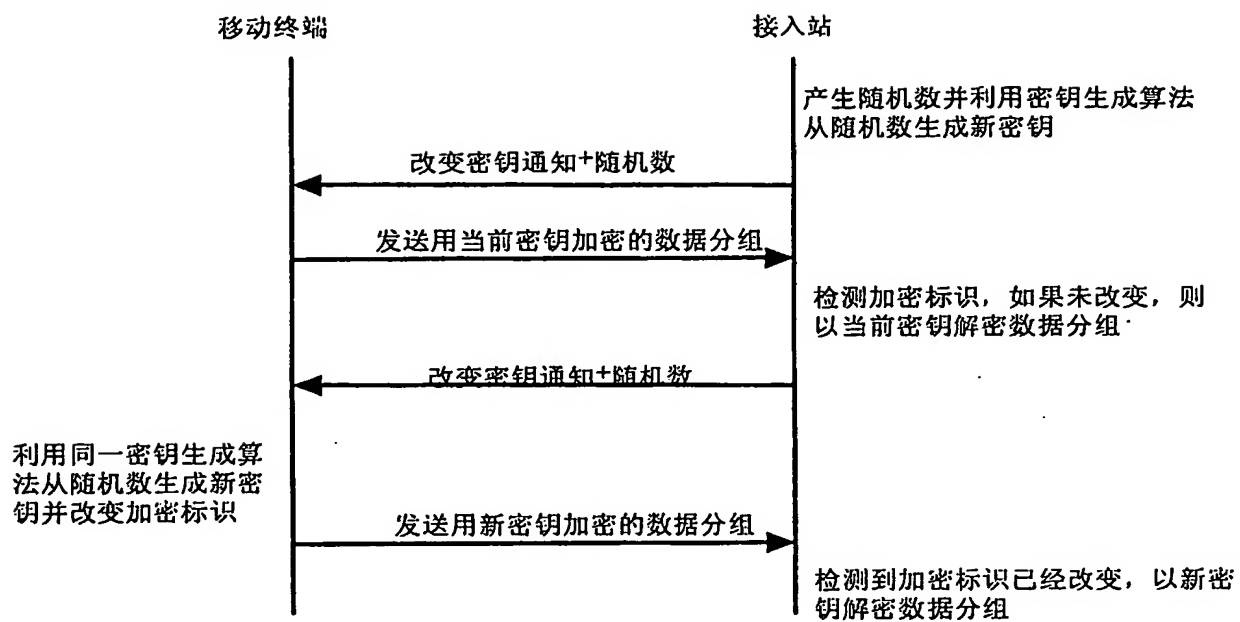 移动终端
接入站
产生随机数并利用密钥生成算法
从随机数生成新密钥
改变密钥通知+随机数
发送用当前密钥加密的数据分组
检测加密标识，如果未改变，则
以当前密钥解密数据分组
改变密钥通知+随机数
利用同一密钥生成算
法从随机数生成新密
钥并改变加密标识
发送用新密钥加密的数据分组
检测到加密标识已经改变，以新密
钥解密数据分组